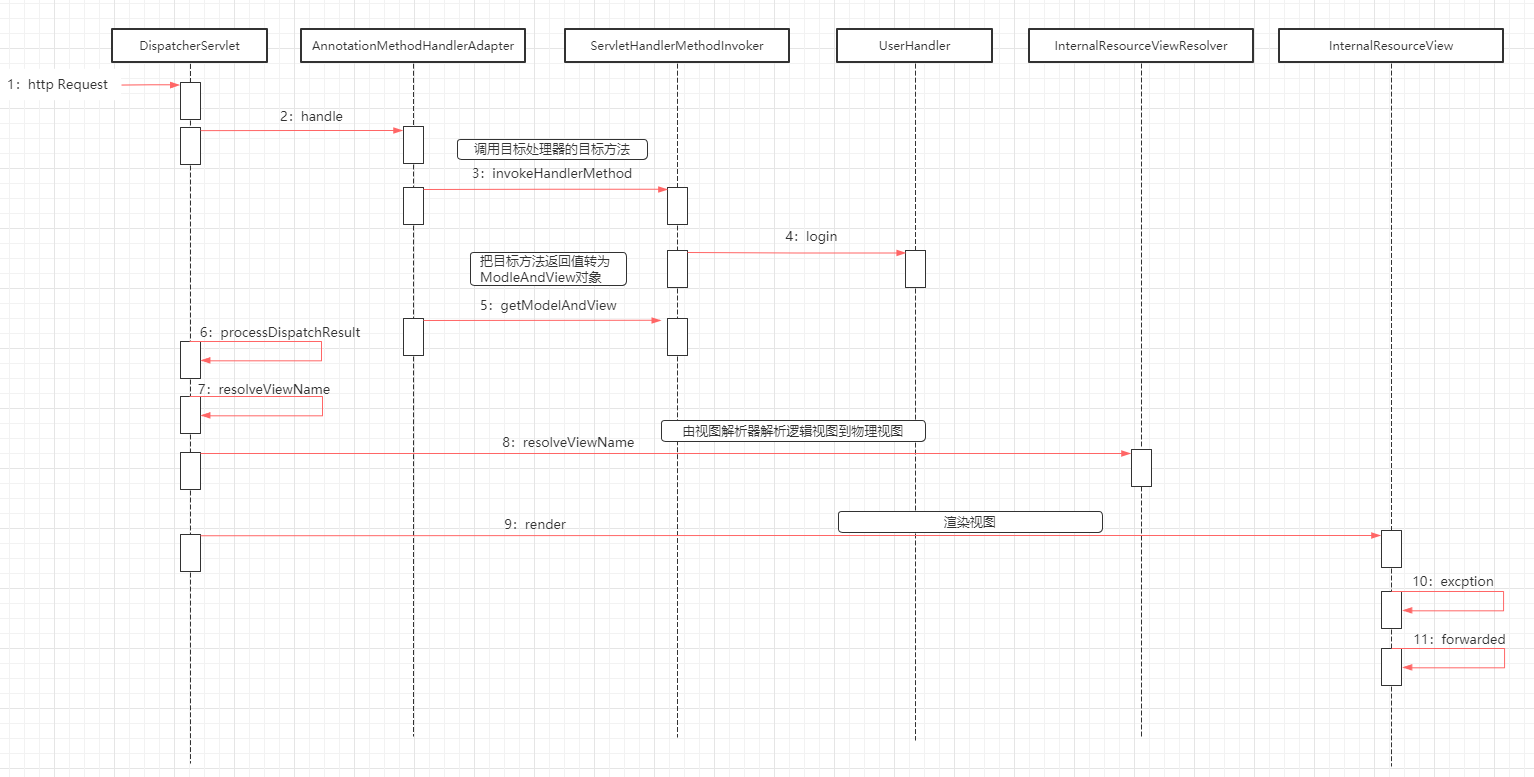 DispatcherServlet
AnnotationMethodHandlerAdapter
ServletHandlerMethodInvoker
UserHandler
InternalResourceViewResolver
InternalResourceView
1：http Request
2：handle
调用目标处理器的目标方法
3：invokeHandlerMethod
4：login
把目标方法返回值转为
ModleAndView对象
5：getModelAndView
6：processDispatchResult
7：resolveViewName
由视图解析器解析逻辑视图到物理视图
8：resolveViewName
渲染视图
9：render
10：excption
11：forwarded